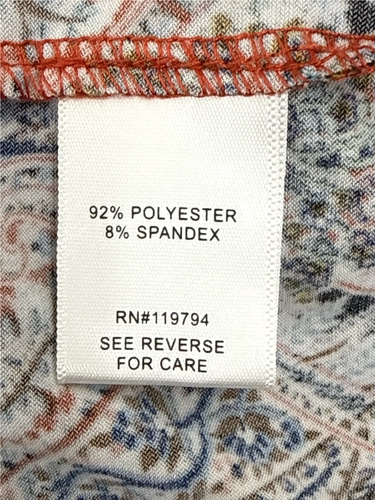 92% POLYESTER
8% SPANDEX
RN#119794
SEE REVERSE
FOR CARE